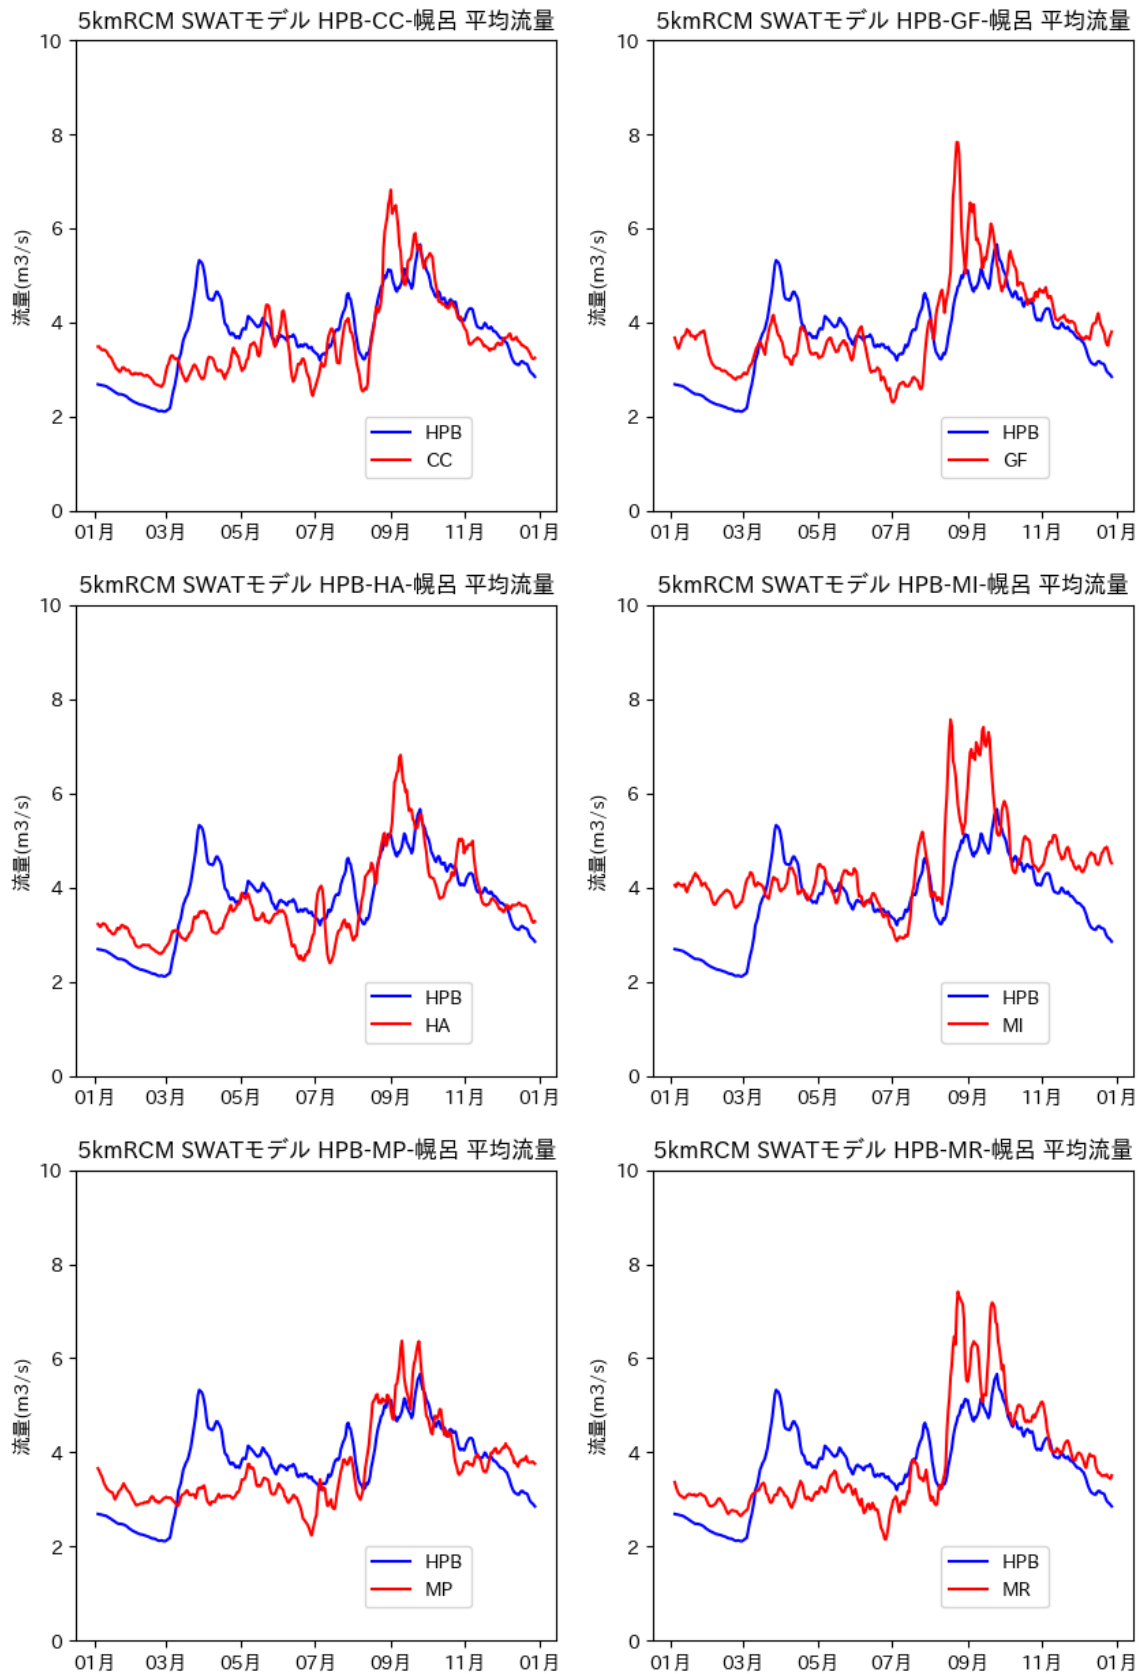 5kmRCM SWATモデル HPB-CC-幌呂 平均流量
10
8
6
4
2
0
流量(m3/s)
01月 03月 05月 07月 09月 11月 01月
HPB
CC
5kmRCM SWATモデル HPB-GF-幌呂 平均流量
10
8
6
4
2
0
流量(m3/s)
01月 03月 05月 07月 09月 11月 01月
HPB
GF
5kmRCM SWATモデル HPB-HA-幌呂 平均流量
10
8
6
4
2
0
流量(m3/s)
01月 03月 05月 07月 09月 11月 01月
HPB
HA
5kmRCM SWATモデル HPB-MI-幌呂 平均流量
10
8
6
4
2
0
流量(m3/s)
01月 03月 05月 07月 09月 11月 01月
HPB
MI
5kmRCM SWATモデル HPB-MP-幌呂 平均流量
10
8
6
4
2
0
流量(m3/s)
01月 03月 05月 07月 09月 11月 01月
HPB
MP
5kmRCM SWATモデル HPB-MR-幌呂 平均流量
10
8
6
4
2
0
流量(m3/s)
01月 03月 05月 07月 09月 11月 01月
HPB
MR